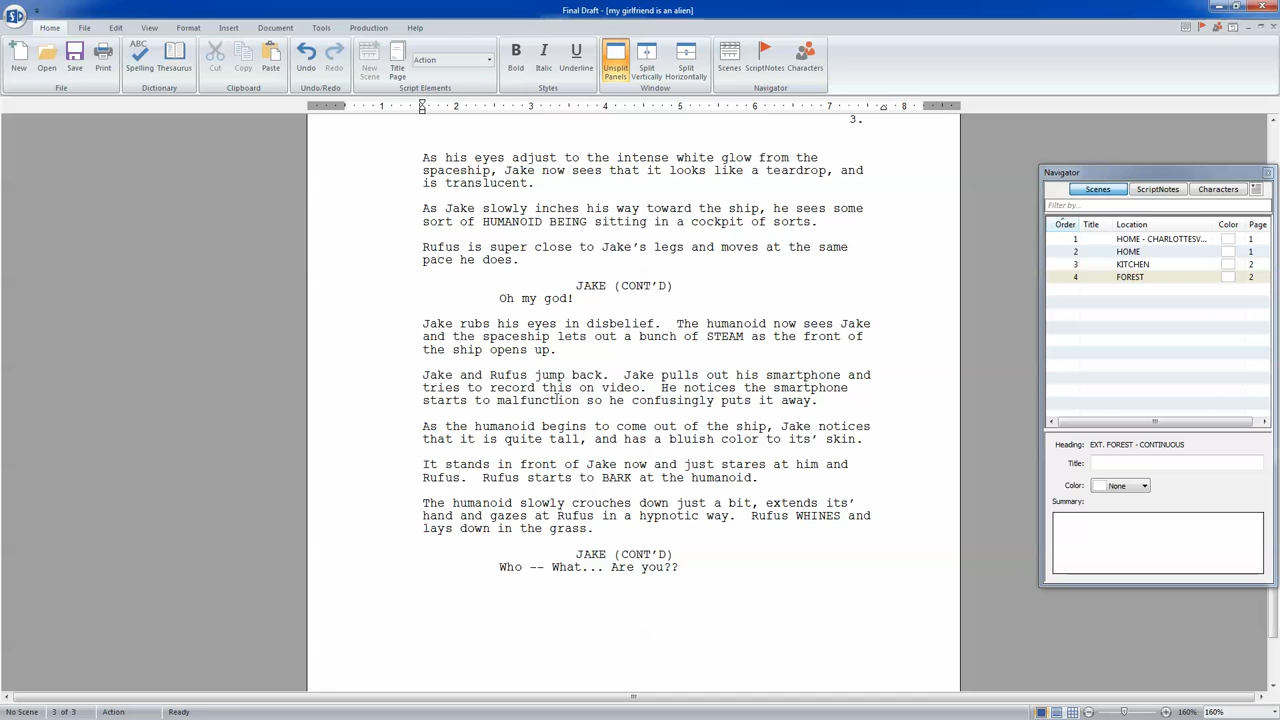 Final Draft - [my girlfriend is an alien]
Home File Edit View Format Insert Document Tools Production Help
ABC
New Open Save Print Spelling Thesaurus Cut Copy Paste Undo Redo New Scene Title Page Action Bold Italic Underline Unsplit Panels Split Vertically Split Horizontally Scenes ScriptNotes Characters
File Dictionary Clipboard Undo/Redo Script Elements Styles Window Navigator
1 2 3 4 5 6 7 8
3.
As his eyes adjust to the intense white glow from the
spaceship, Jake now sees that it looks like a teardrop, and
is translucent.
As Jake slowly inches his way toward the ship, he sees some
sort of HUMANOID BEING sitting in a cockpit of sorts.
Rufus is super close to Jake's legs and moves at the same
pace he does.
JAKE (CONT'D)
Oh my god!
Jake rubs his eyes in disbelief.  The humanoid now sees Jake
and the spaceship lets out a bunch of STEAM as the front of
the ship opens up.
Jake and Rufus jump back.  Jake pulls out his smartphone and
tries to record this on video.  He notices the smartphone
starts to malfunction so he confusingly puts it away.
As the humanoid begins to come out of the ship, Jake notices
that it is quite tall, and has a bluish color to its' skin.
It stands in front of Jake now and just stares at him and
Rufus.  Rufus starts to BARK at the humanoid.
The humanoid slowly crouches down just a bit, extends its'
hand and gazes at Rufus in a hypnotic way.  Rufus WHINES and
lays down in the grass.
JAKE (CONT'D)
Who -- What... Are you??
Navigator
Scenes ScriptNotes Characters
Filter by...
Order Title Location Color Page
1 HOME - CHARLOTTESV... 1
2 HOME 1
3 KITCHEN 2
4 FOREST 2
Heading: EXT. FOREST - CONTINUOUS
Title:
Color: None
Summary:
No Scene 3 of 3 Action Ready 160% 160%